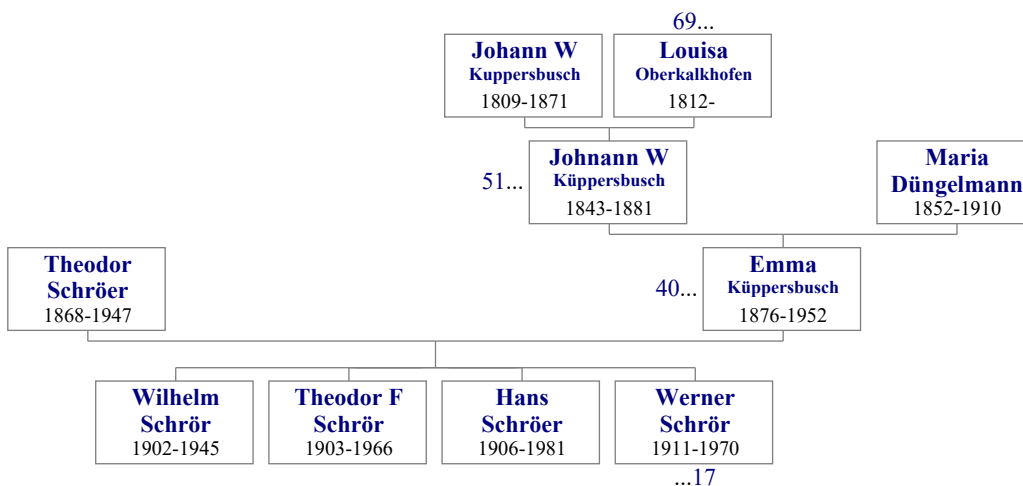 69...
Johann W
Kuppersbusch
1809-1871
Louisa
Oberkalkhofen
1812-
51...
Johnann W
Küppersbusch
1843-1881
Maria
Düngelmann
1852-1910
Theodor
Schröer
1868-1947
40...
Emma
Küppersbusch
1876-1952
Wilhelm
Schrör
1902-1945
Theodor F
Schrör
1903-1966
Hans
Schröer
1906-1981
Werner
Schrör
1911-1970
...17